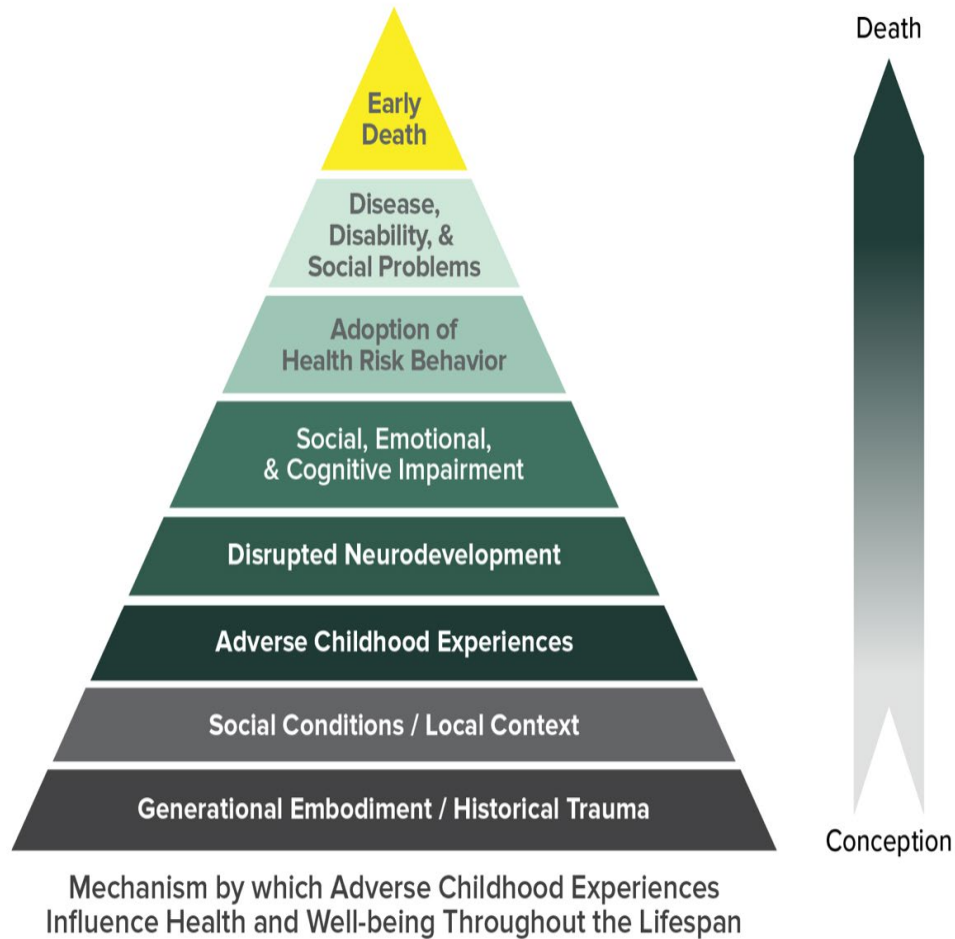 Death
Early
Death
Disease,
Disability, &
Social Problems
Adoption of
Health Risk Behavior
Social, Emotional,
& Cognitive Impairment
Disrupted Neurodevelopment
Adverse Childhood Experiences
Social Conditions / Local Context
Generational Embodiment / Historical Trauma
Conception
Mechanism by which Adverse Childhood Experiences
Influence Health and Well-being Throughout the Lifespan